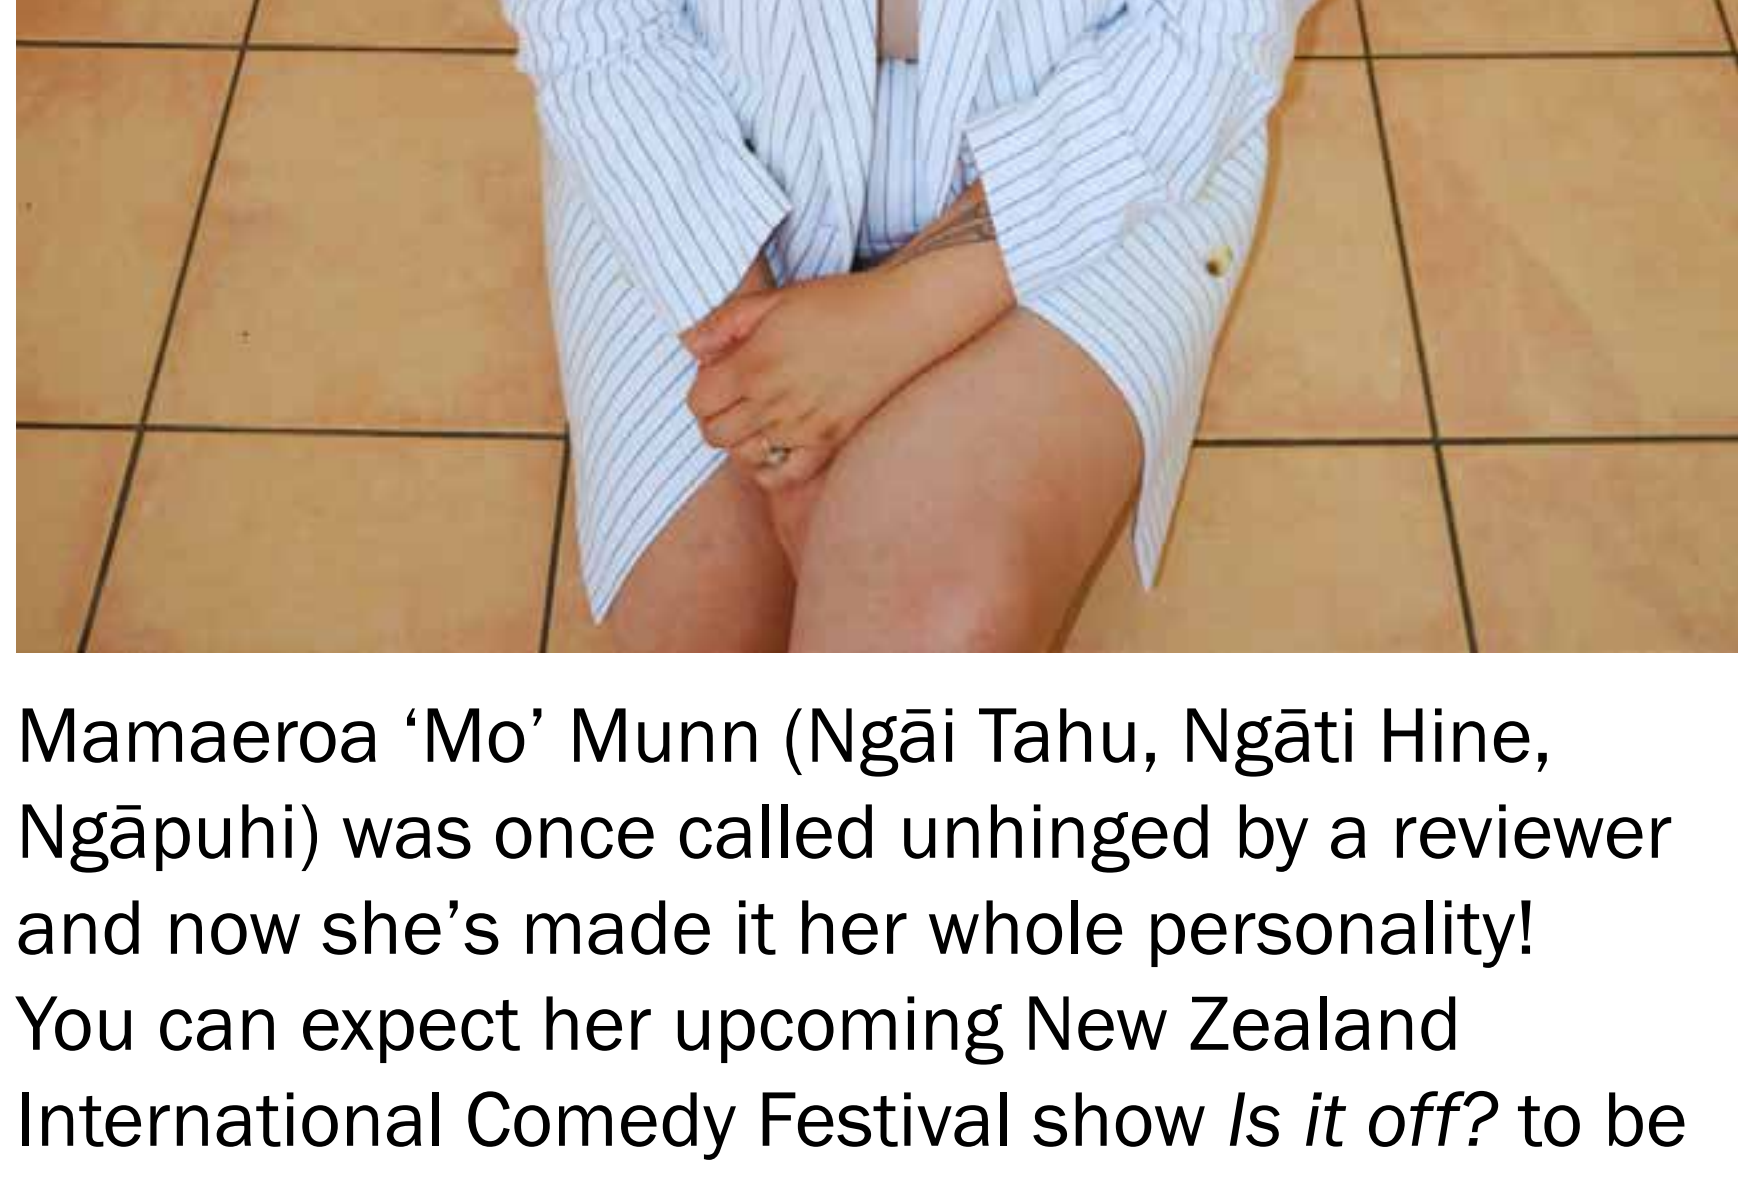 Mamaeroa ‘Mo’ Munn (Ngāi Tahu, Ngāti Hine,
Ngāpuhi) was once called unhinged by a reviewer
and now she’s made it her whole personality!
You can expect her upcoming New Zealand
International Comedy Festival show Is it off? to be